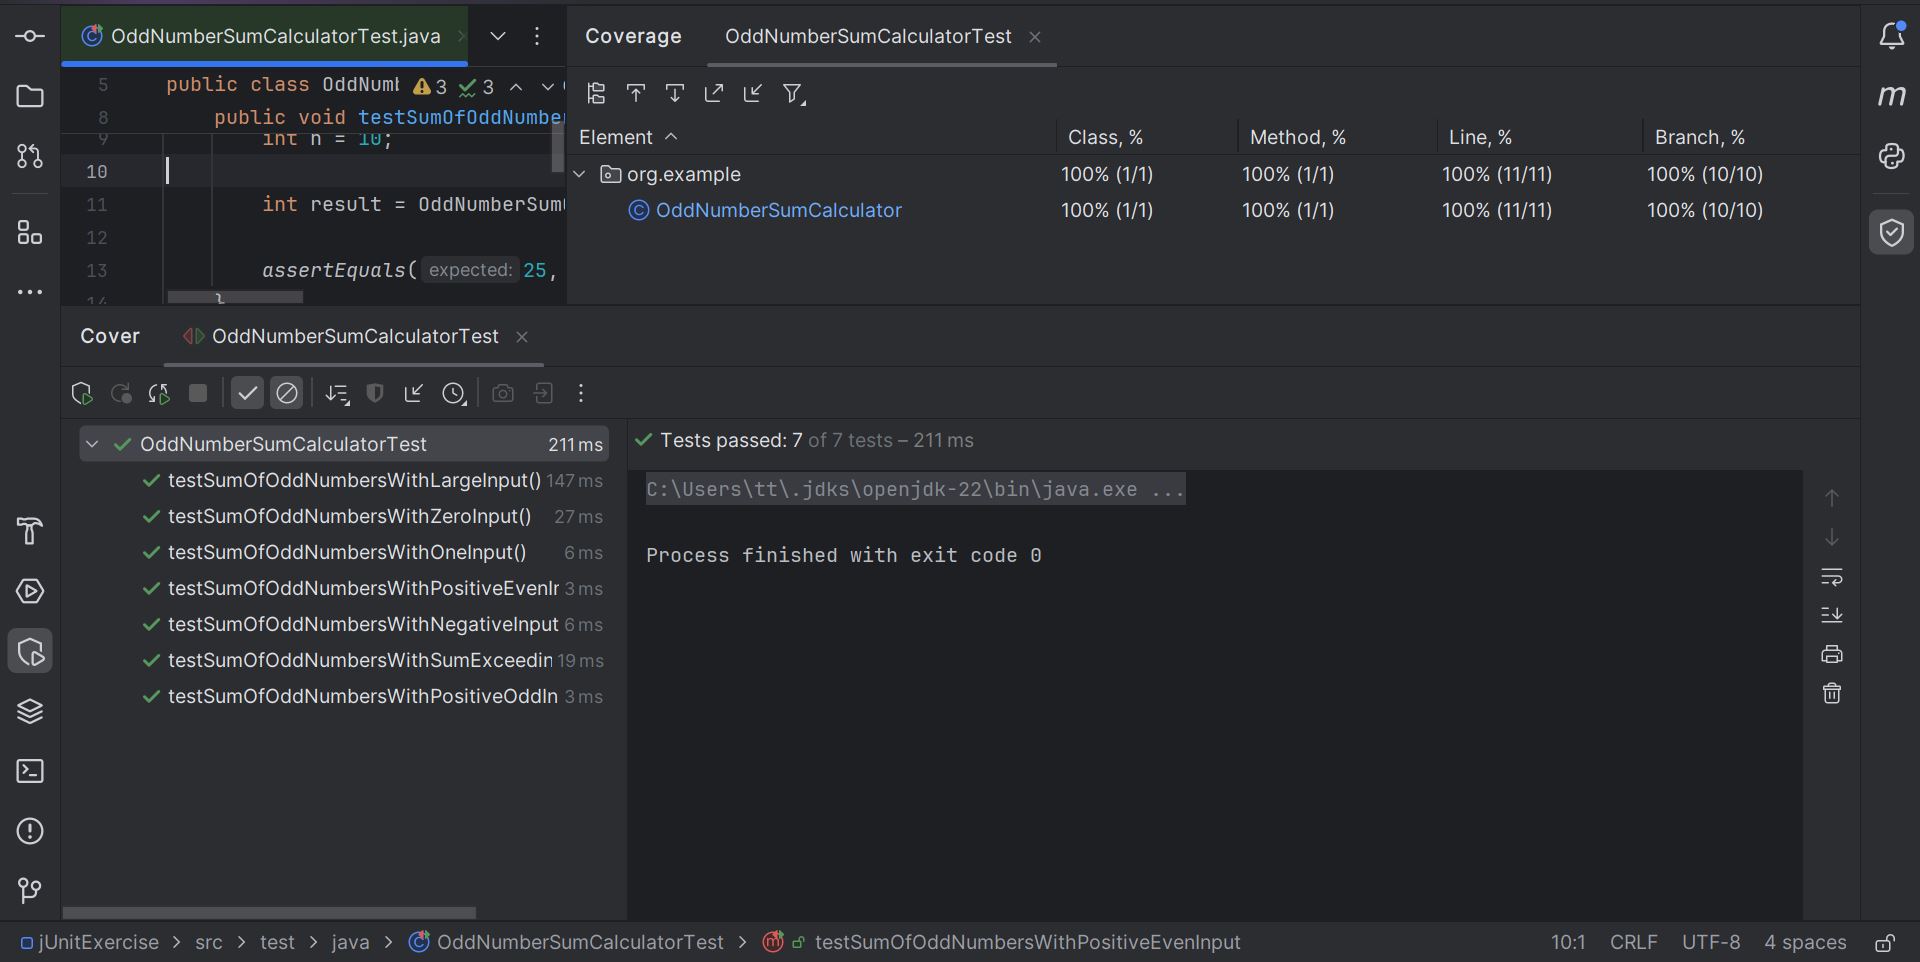 OddNumberSumCalculatorTest.java
5 public class OddNumb 3 3
8 public void testSumOfOddNumber
9 int n = 10;
10
11 int result = OddNumberSum
12
13 assertEquals( expected: 25,
14 }
Coverage OddNumberSumCalculatorTest
Element Class, % Method, % Line, % Branch, %
org.example 100% (1/1) 100% (1/1) 100% (11/11) 100% (10/10)
OddNumberSumCalculator 100% (1/1) 100% (1/1) 100% (11/11) 100% (10/10)
m
Cover OddNumberSumCalculatorTest
OddNumberSumCalculatorTest 211 ms
testSumOfOddNumbersWithLargeInput() 147 ms
testSumOfOddNumbersWithZeroInput() 27 ms
testSumOfOddNumbersWithOneInput() 6 ms
testSumOfOddNumbersWithPositiveEvenIn 3 ms
testSumOfOddNumbersWithNegativeInput 6 ms
testSumOfOddNumbersWithSumExceedin 19 ms
testSumOfOddNumbersWithPositiveOddIn 3 ms
Tests passed: 7 of 7 tests – 211 ms
C:\Users\tt\.jdks\openjdk-22\bin\java.exe ...
Process finished with exit code 0
jUnitExercise > src > test > java > OddNumberSumCalculatorTest > testSumOfOddNumbersWithPositiveEvenInput
10:1 CRLF UTF-8 4 spaces